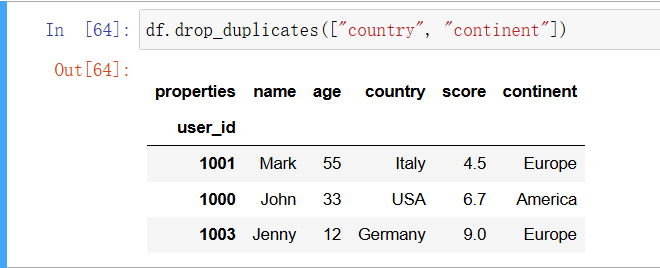 In [64]: df.drop_duplicates(["country", "continent"])
Out[64]:
properties name age country score continent
user_id
1001 Mark 55 Italy 4.5 Europe
1000 John 33 USA 6.7 America
1003 Jenny 12 Germany 9.0 Europe